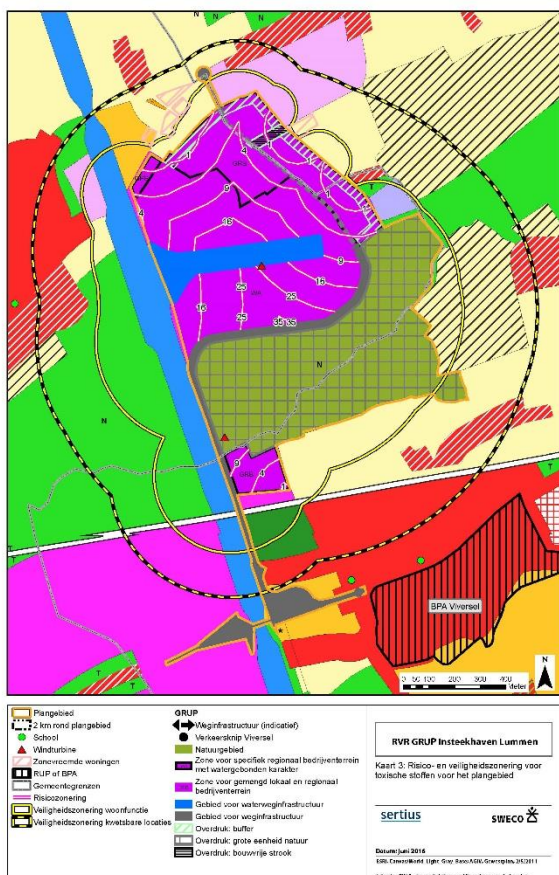 N
N
T
1
4
1
4
9
1
4
16
9
16
25
16
25
25
35
35
N
N
9
4
1
T
T
T
BPA Viversel
N
0 50 100 200 300 400
Meter
Plangebied
2 km rond plangebied
School
Windturbine
Zonevreemde woningen
RUP of BPA
Gemeentegrenzen
Risicozonering
Veiligheidszonering woonfunctie
Veiligheidszonering kwetsbare locaties
GRUP
Weginfrastructuur (indicatief)
Verkeersknip Viversel
Natuurgebied
Zone voor specifiek regionaal bedrijventerrein
met watergebonden karakter
Zone voor gemengd lokaal en regionaal
bedrijventerrein
Gebied voor waterweginfrastructuur
Gebied voor weginfrastructuur
Overdruk: buffer
Overdruk: grote eenheid natuur
Overdruk: bouwvrije strook
RVR GRUP Insteekhaven Lummen
Kaart 3: Risico- en veiligheidszonering voor
toxische stoffen voor het plangebied
sertius
SWECO
Datum: juni 2016